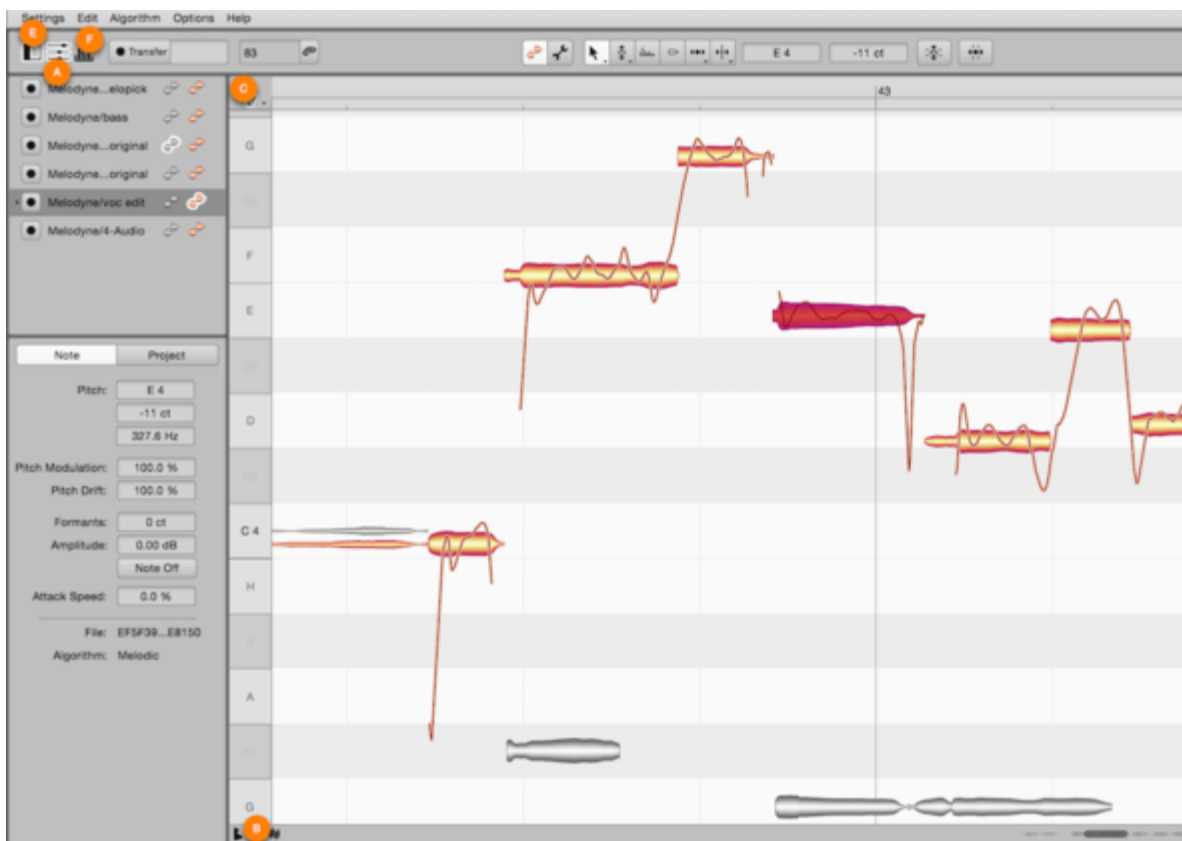 Settings Edit Algorithm Options Help
E
F
A
Transfer
83
E 4
-11 ct
C
43
Melodyne...elopick
Melodyne/bass
Melodyne...original
Melodyne...original
Melodyne/voc edit
Melodyne/4-Audio
G
F
E
D
C 4
H
A
G
Note Project
Pitch: E 4
-11 ct
327.6 Hz
Pitch Modulation: 100.0 %
Pitch Drift: 100.0 %
Formants: 0 ct
Amplitude: 0.00 dB
Note Off
Attack Speed: 0.0 %
File: EF5F39...E8150
Algorithm: Melodic
B